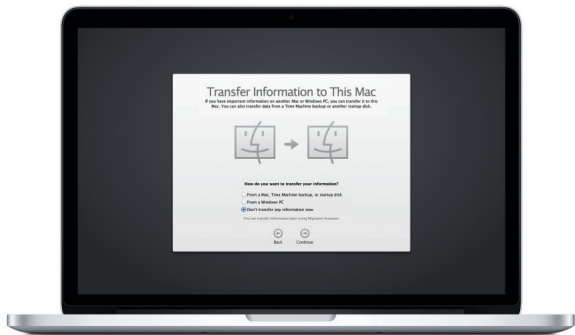 Transfer Information to This Mac
If you have important information on another Mac or Windows PC, you can transfer it to this
Mac. You can also transfer data from a Time Machine backup or another startup disk.
How do you want to transfer your information?
From a Mac, Time Machine backup, or startup disk
From a Windows PC
Don't transfer any information now
You can transfer information later using Migration Assistant.
Back Continue